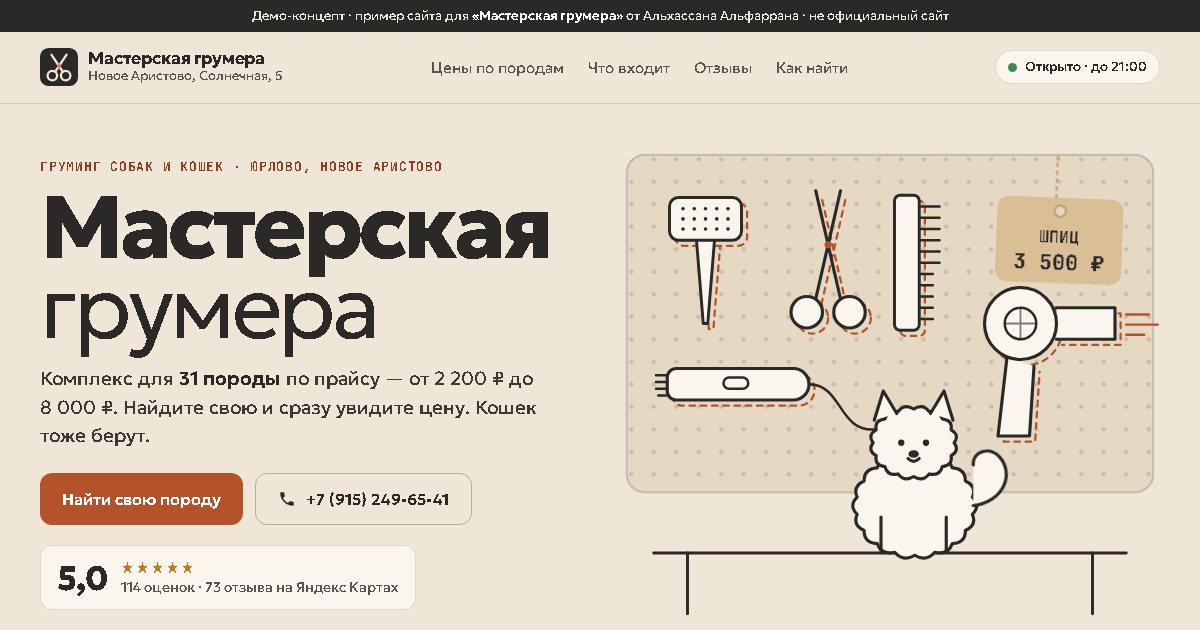 Демо-концепт · пример сайта для «Мастерская грумера» от Альхассана Альфаррана · не официальный сайт
Мастерская грумера
Новое Аристово, Солнечная, 5
Цены по породам
Что входит
Отзывы
Как найти
Открыто · до 21:00
ГРУМИНГ СОБАК И КОШЕК · ЮРЛОВО, НОВОЕ АРИСТОВО
Мастерская
грумера
Комплекс для 31 породы по прайсу — от 2 200 ₽ до
8 000 ₽. Найдите свою и сразу увидите цену. Кошек
тоже берут.
Найти свою породу
+7 (915) 249-65-41
5,0
★★★★★
114 оценок · 73 отзыва на Яндекс Картах
ШПИЦ
3 500 ₽